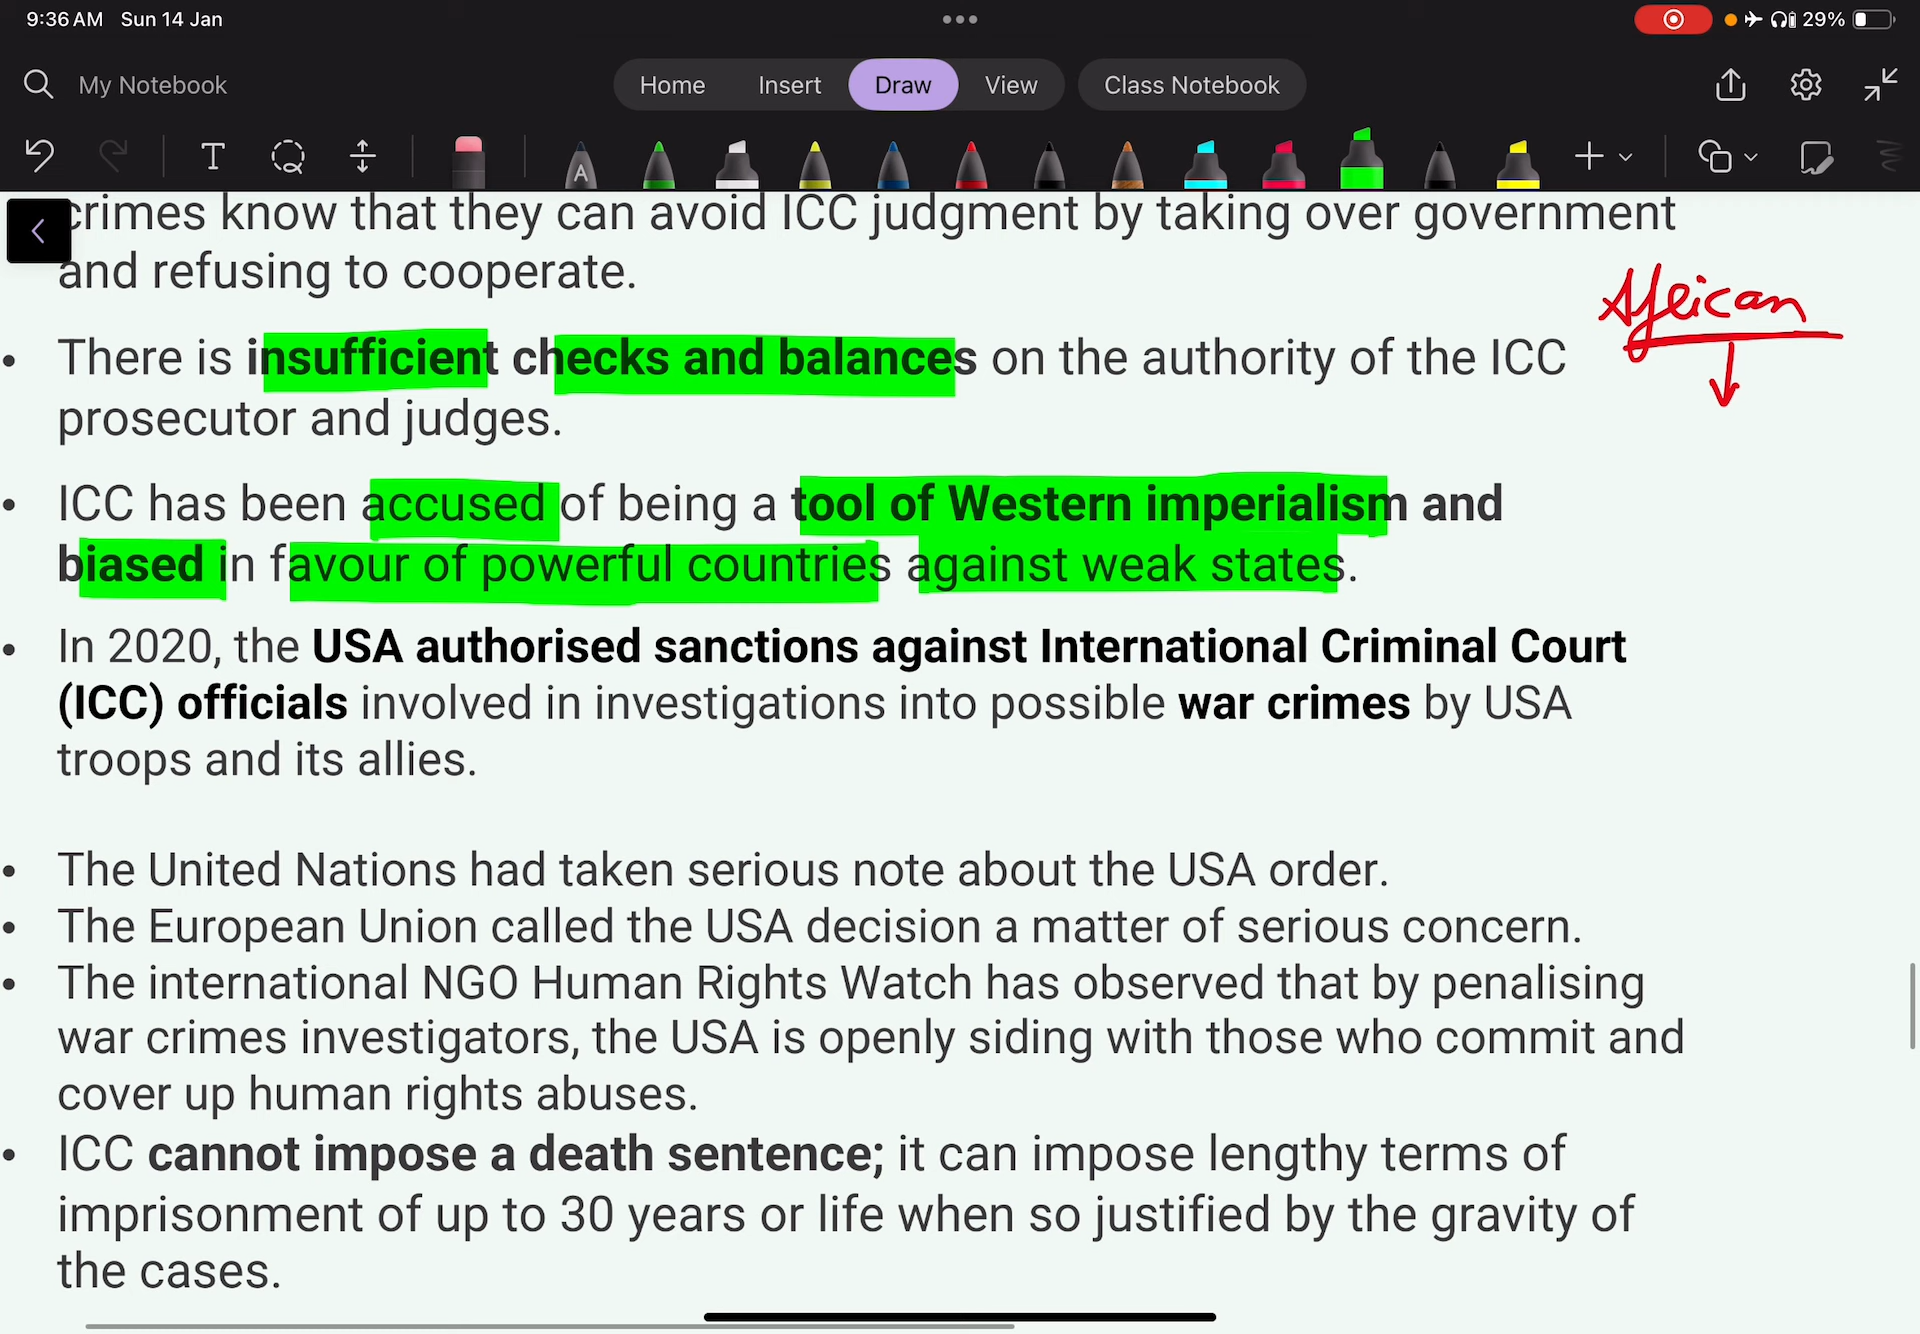 9:36 AM Sun 14 Jan
29%
My Notebook
Home Insert Draw View Class Notebook
T
A
crimes know that they can avoid ICC judgment by taking over government
and refusing to cooperate.
African
• There is insufficient checks and balances on the authority of the ICC
prosecutor and judges.
• ICC has been accused of being a tool of Western imperialism and
biased in favour of powerful countries against weak states.
• In 2020, the USA authorised sanctions against International Criminal Court
(ICC) officials involved in investigations into possible war crimes by USA
troops and its allies.
• The United Nations had taken serious note about the USA order.
• The European Union called the USA decision a matter of serious concern.
• The international NGO Human Rights Watch has observed that by penalising
war crimes investigators, the USA is openly siding with those who commit and
cover up human rights abuses.
• ICC cannot impose a death sentence; it can impose lengthy terms of
imprisonment of up to 30 years or life when so justified by the gravity of
the cases.